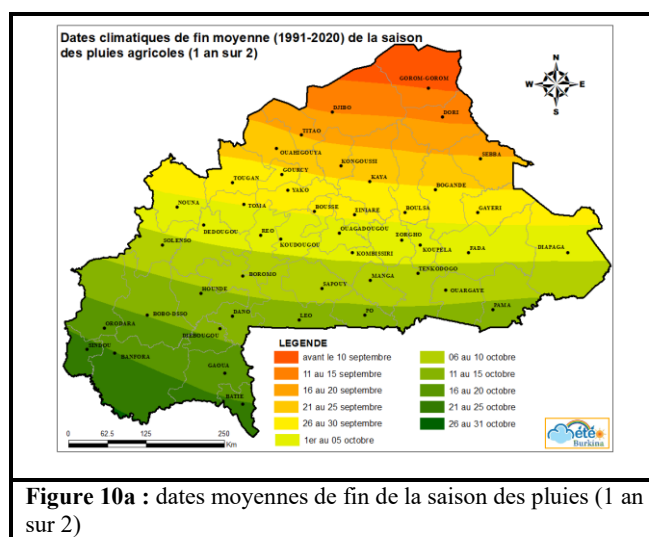 Dates climatiques de fin moyenne (1991-2020) de la saison
des pluies agricoles (1 an sur 2)
N
W E
S
GOROM-GOROM
DJIBO
DORI
TITAO
OUAHIGOUYA
KONGOUSSI
SEBBA
GOURCY
TOUGAN
KAYA
YAKO
BOGANDE
NOUNA
TOMA
BOUSSE
ZINIARE
BOULSA
GAYERI
DEDOUGOU
REO
OUAGADOUGOU
SOLENSO
KOUDOUGOU
ZORGHO
KOUPELA
FADA
DIAPAGA
KOMBISSIRI
TENKODOGO
BOROMO
MANGA
HOUNDE
SAPOUY
OUARGAYE
BOBO-DSSO
DANO
LEO
PO
PAMA
ORODARA
DIEBOUGOU
SINDOU
BANFORA
GAOUA
BATIE
LEGENDE
avant le 10 septembre
11 au 15 septembre
16 au 20 septembre
21 au 25 septembre
26 au 30 septembre
1er au 05 octobre
06 au 10 octobre
11 au 15 octobre
16 au 20 octobre
21 au 25 octobre
26 au 31 octobre
0 62.5 125 250
Km
été
Burkina
Figure 10a : dates moyennes de fin de la saison des pluies (1 an
sur 2)